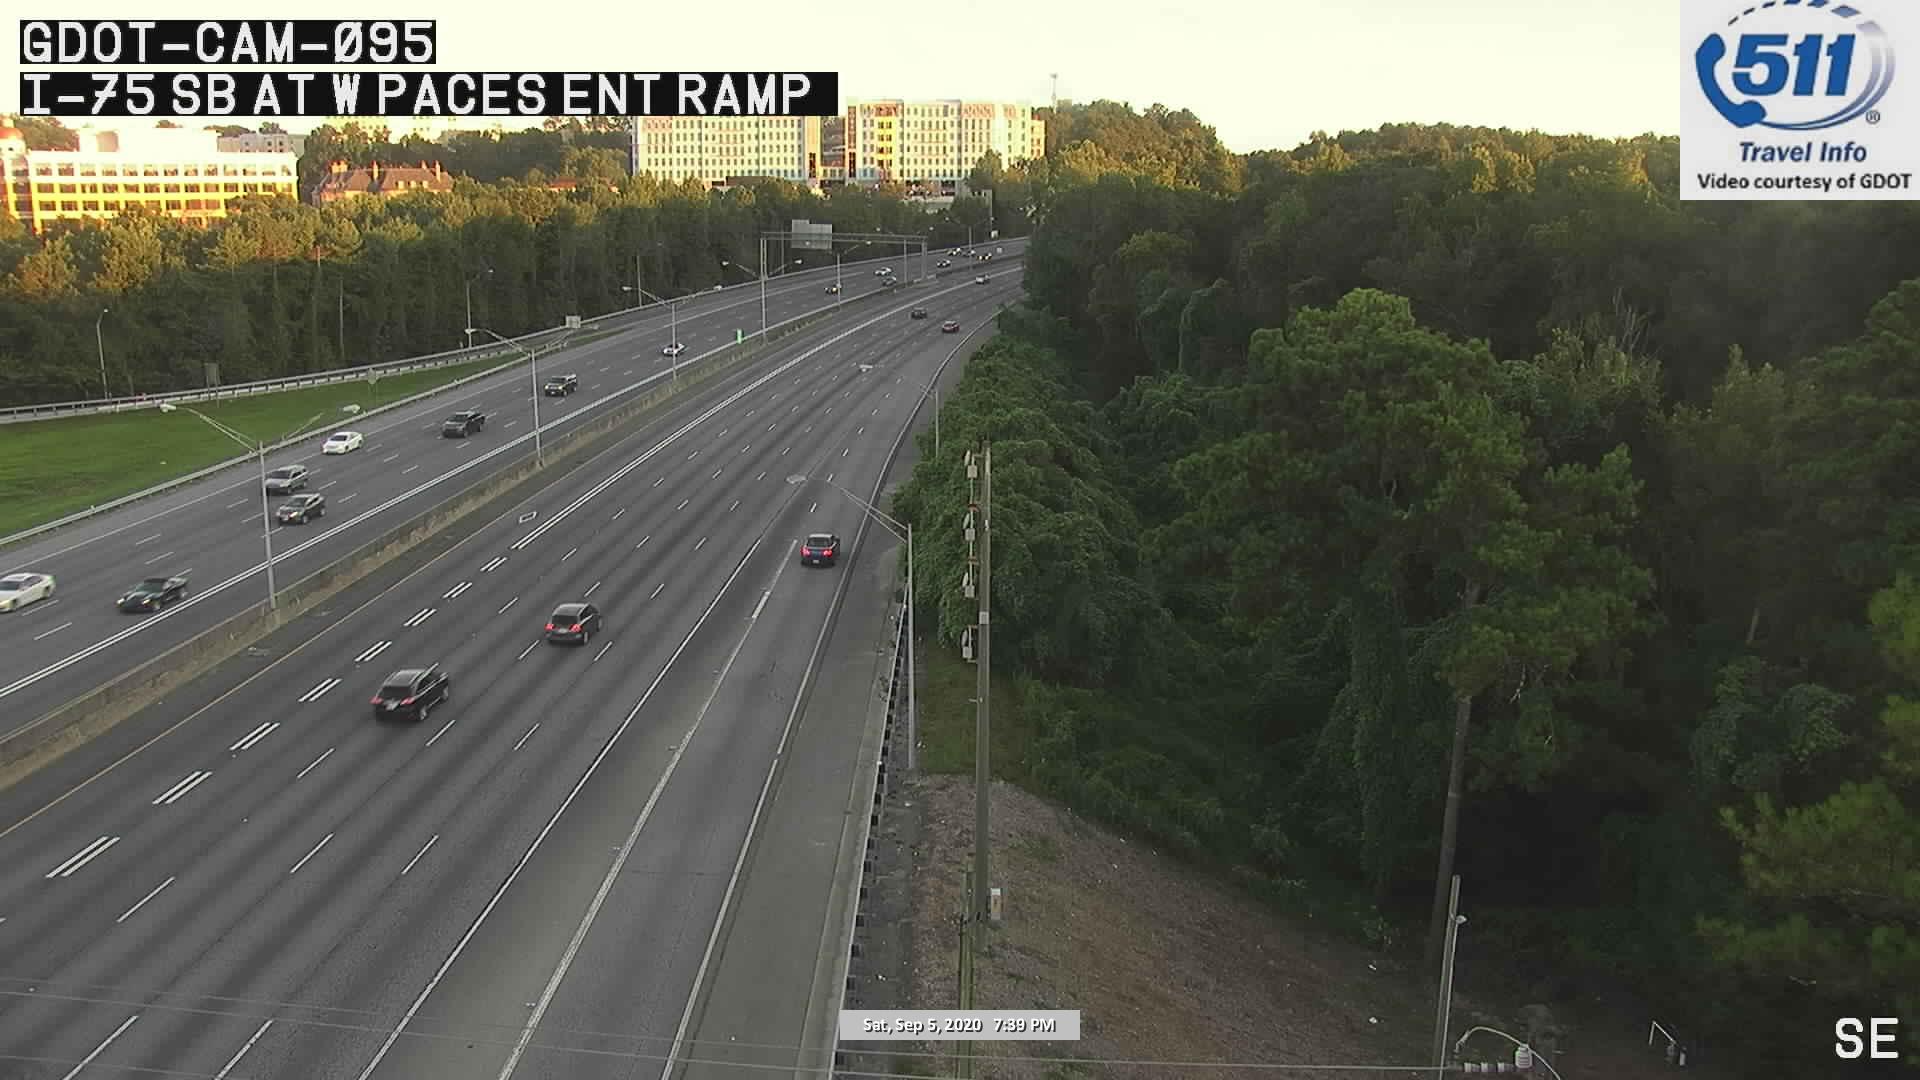 GDOT-CAM-095
I-75 SB AT W PACES ENT RAMP
511
®
Travel Info
Video courtesy of GDOT
Sat, Sep 5, 2020 7:39 PM
SE